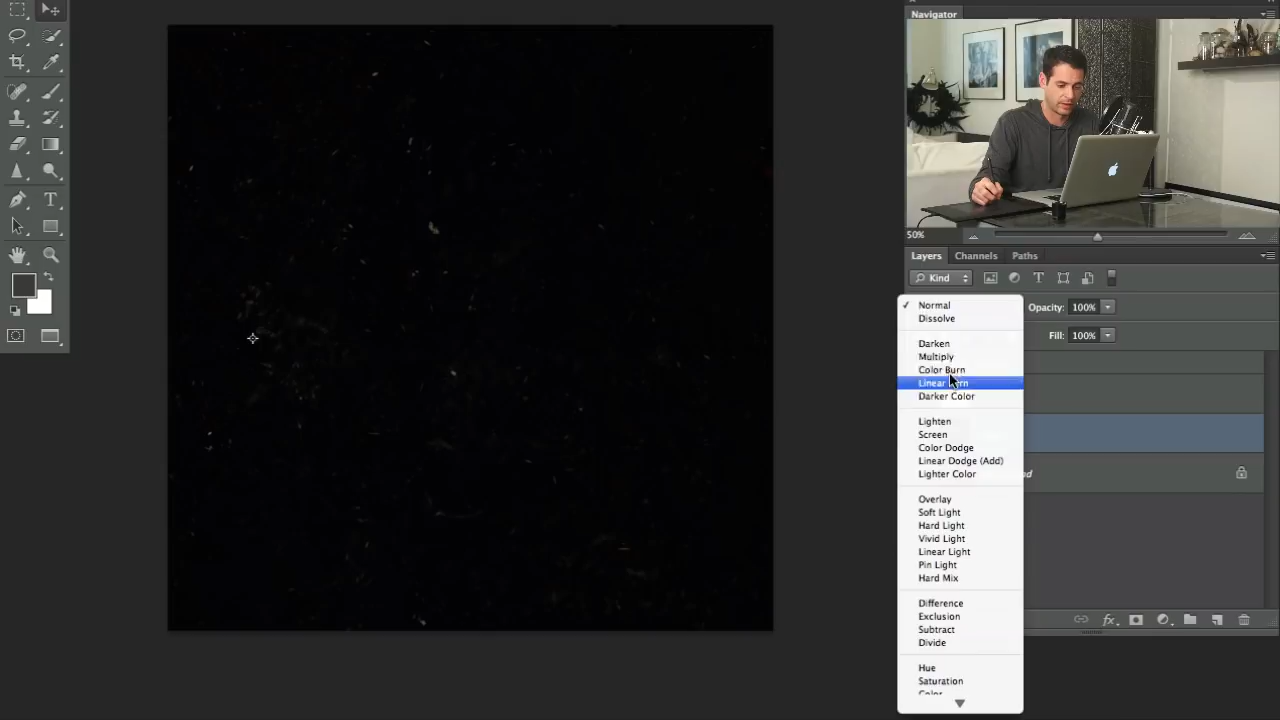 Navigator
50%
Layers Channels Paths
Kind
Normal
Opacity: 100%
Dissolve
Fill: 100%
Darken
Multiply
Color Burn
Linear
Darker Color
Lighten
Screen
Color Dodge
Linear Dodge (Add)
Lighter Color
Overlay
Soft Light
Hard Light
Vivid Light
Linear Light
Pin Light
Hard Mix
Difference
Exclusion
Subtract
Divide
Hue
Saturation
fx